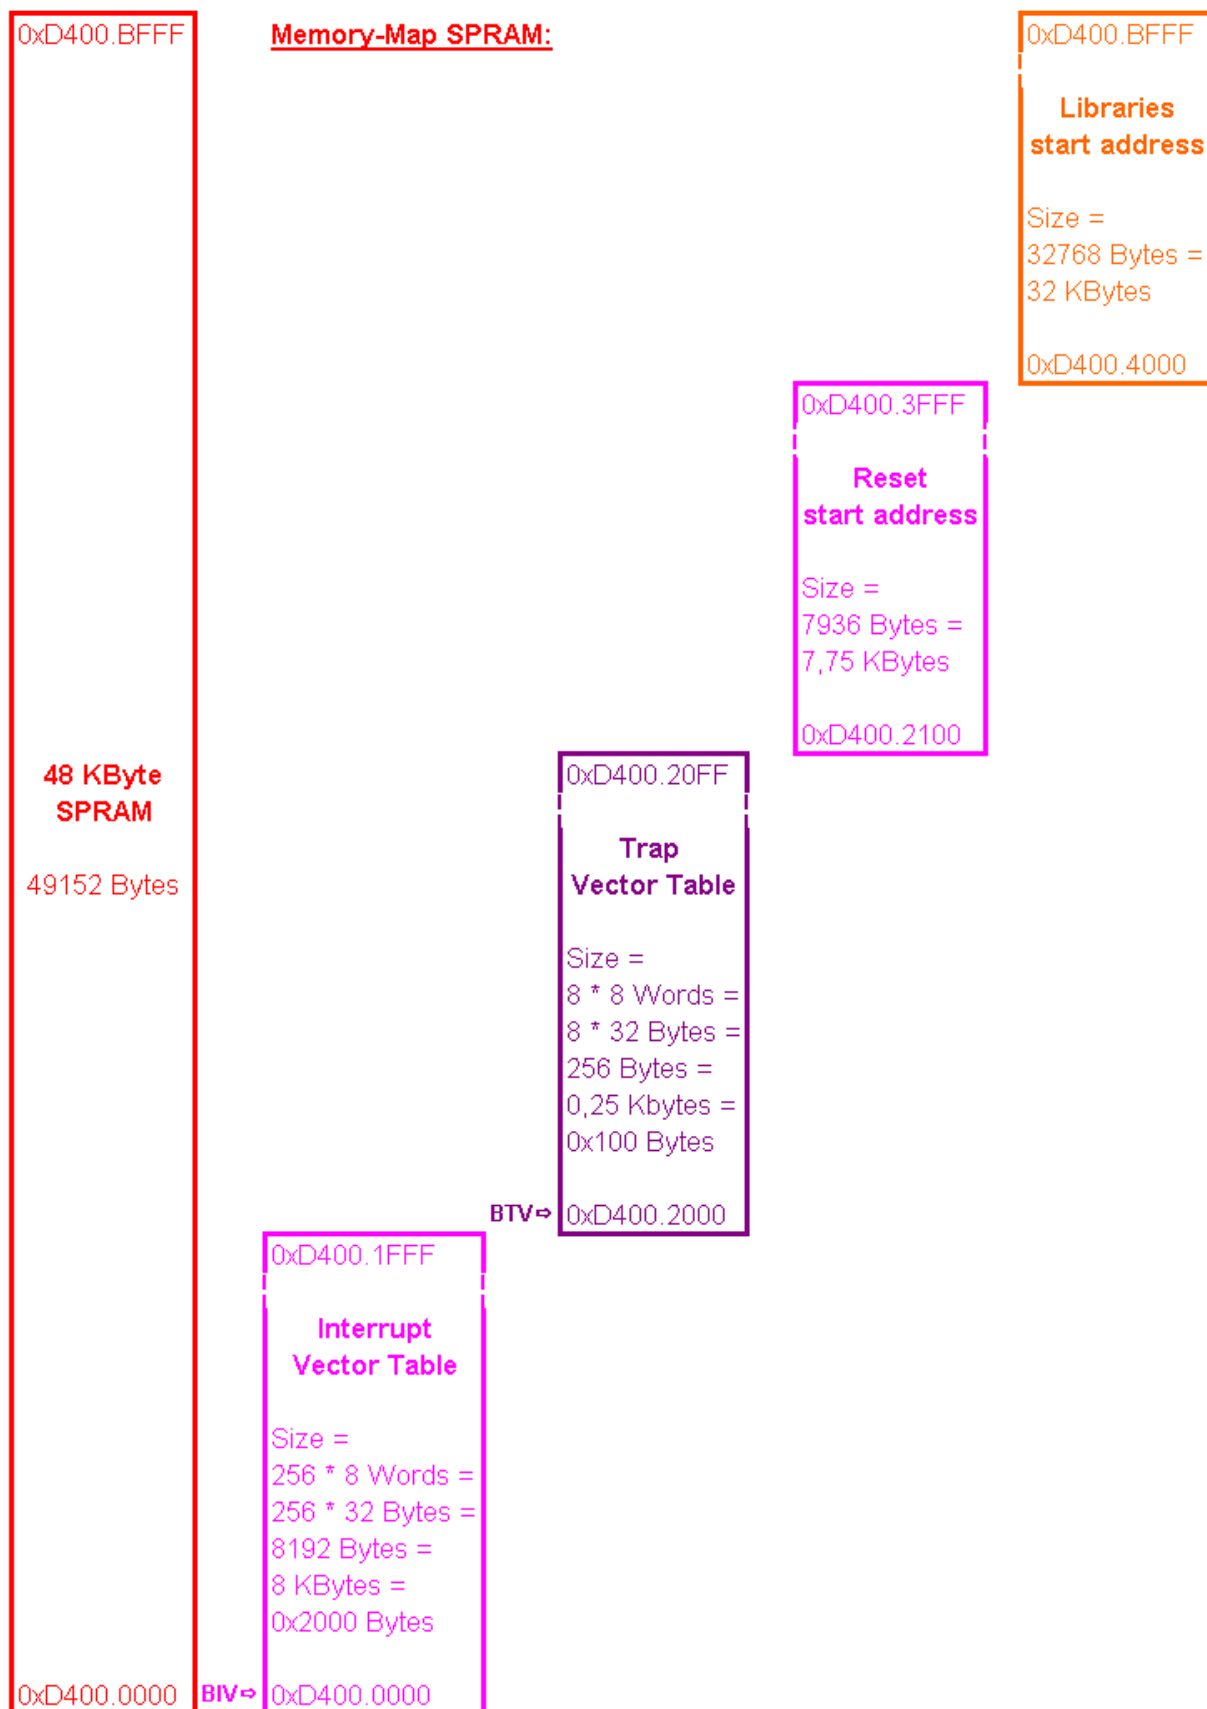 0xD400.BFFF
48 KByte
SPRAM
49152 Bytes
0xD400.0000
Memory-Map SPRAM:
0xD400.BFFF
Libraries
start address
Size =
32768 Bytes =
32 KBytes
0xD400.4000
0xD400.3FFF
Reset
start address
Size =
7936 Bytes =
7,75 KBytes
0xD400.2100
0xD400.20FF
Trap
Vector Table
Size =
8 * 8 Words =
8 * 32 Bytes =
256 Bytes =
0,25 Kbytes =
0x100 Bytes
BTV⇨ 0xD400.2000
0xD400.1FFF
Interrupt
Vector Table
Size =
256 * 8 Words =
256 * 32 Bytes =
8192 Bytes =
8 KBytes =
0x2000 Bytes
BIV⇨ 0xD400.0000